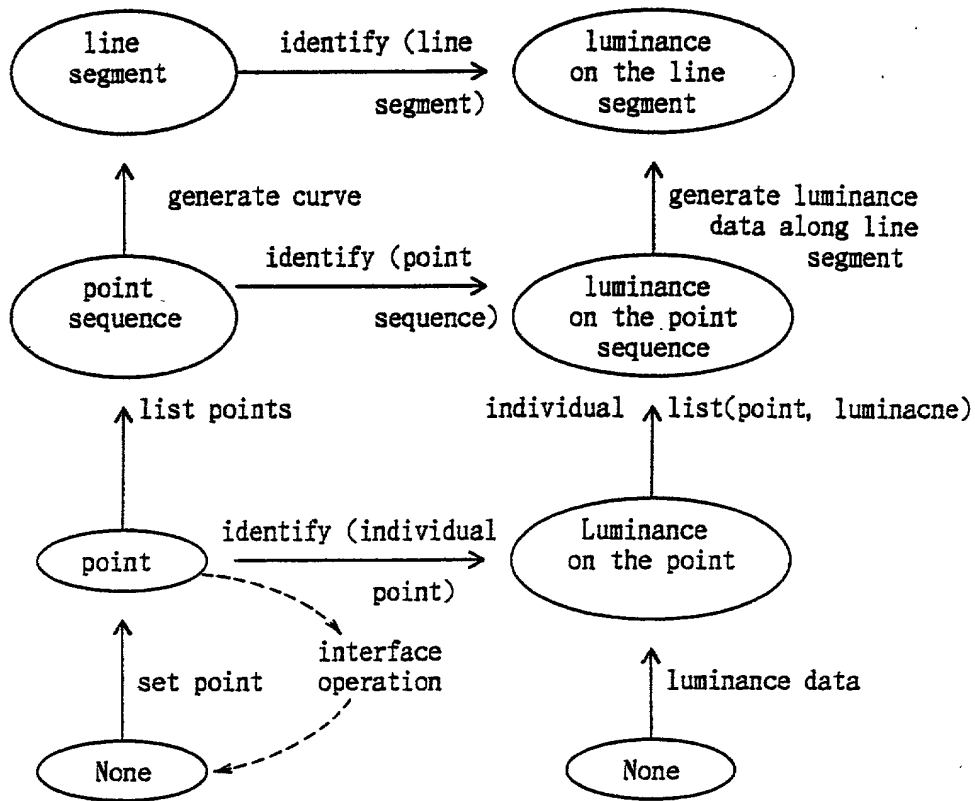 line
segment
identify (line
segment)
luminance
on the line
segment
generate curve
generate luminance
data along line
segment
point
sequence
identify (point
sequence)
luminance
on the point
sequence
list points
individual list(point, luminacne)
point
identify (individual
point)
Luminance
on the point
set point
interface
operation
luminance data
None
None